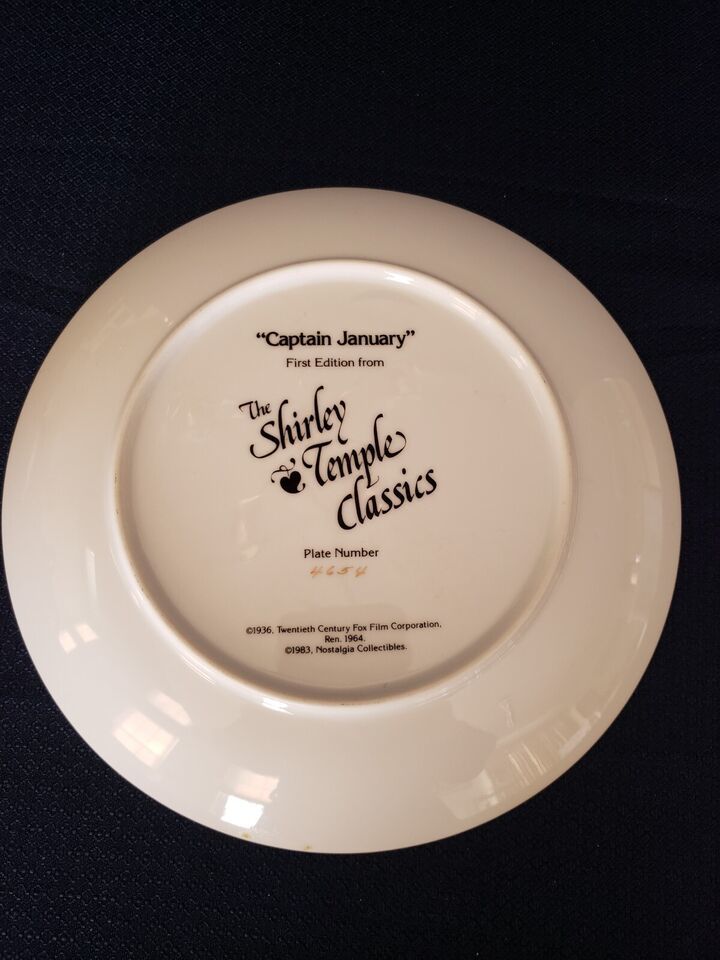 “Captain January”
First Edition from
The
Shirley
Temple
Classics
Plate Number
4654
©1936, Twentieth Century Fox Film Corporation,
Ren. 1964.
©1983, Nostalgia Collectibles.